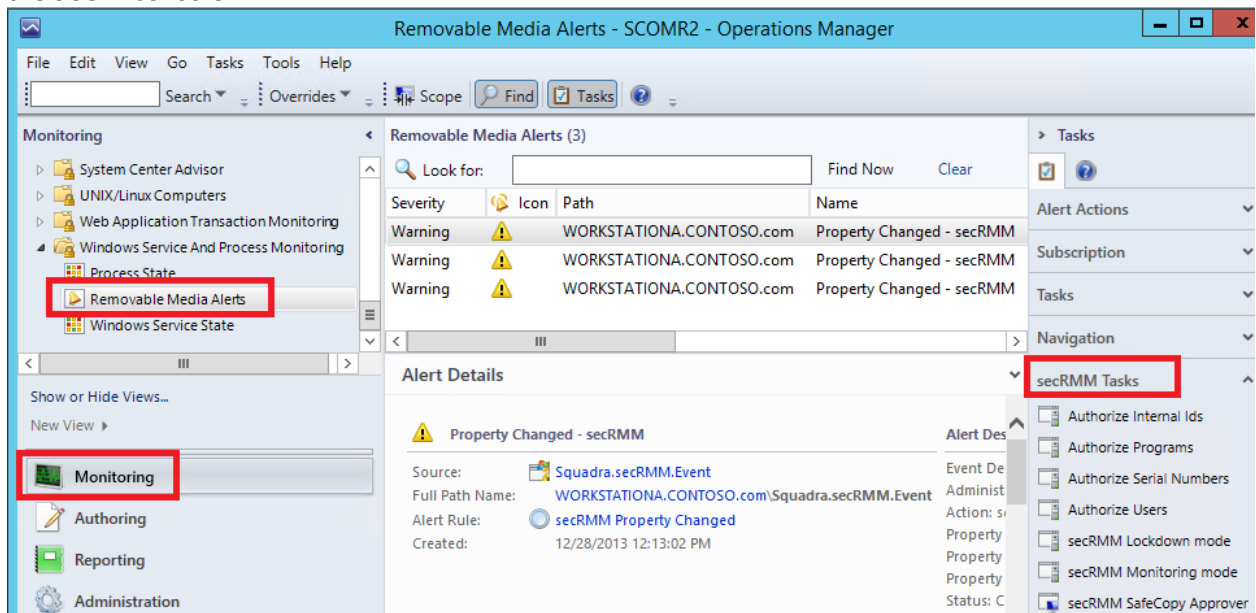 Removable Media Alerts - SCOMR2 - Operations Manager
File Edit View Go Tasks Tools Help
Search Overrides Scope Find Tasks
Monitoring
System Center Advisor
UNIX/Linux Computers
Web Application Transaction Monitoring
Windows Service And Process Monitoring
Process State
Removable Media Alerts
Windows Service State
Show or Hide Views...
New View
Monitoring
Authoring
Reporting
Administration
Removable Media Alerts (3)
Look for: Find Now Clear
Severity Icon Path Name
Warning WORKSTATIONA.CONTOSO.com Property Changed - secRMM
Warning WORKSTATIONA.CONTOSO.com Property Changed - secRMM
Warning WORKSTATIONA.CONTOSO.com Property Changed - secRMM
Alert Details
Property Changed - secRMM
Source: Squadra.secRMM.Event
Full Path Name: WORKSTATIONA.CONTOSO.com\Squadra.secRMM.Event
Alert Rule: secRMM Property Changed
Created: 12/28/2013 12:13:02 PM
Alert Des
Event De
Administ
Action: s
Property
Property
Property
Status: C
Tasks
Alert Actions
Subscription
Tasks
Navigation
secRMM Tasks
Authorize Internal Ids
Authorize Programs
Authorize Serial Numbers
Authorize Users
secRMM Lockdown mode
secRMM Monitoring mode
secRMM SafeCopy Approver